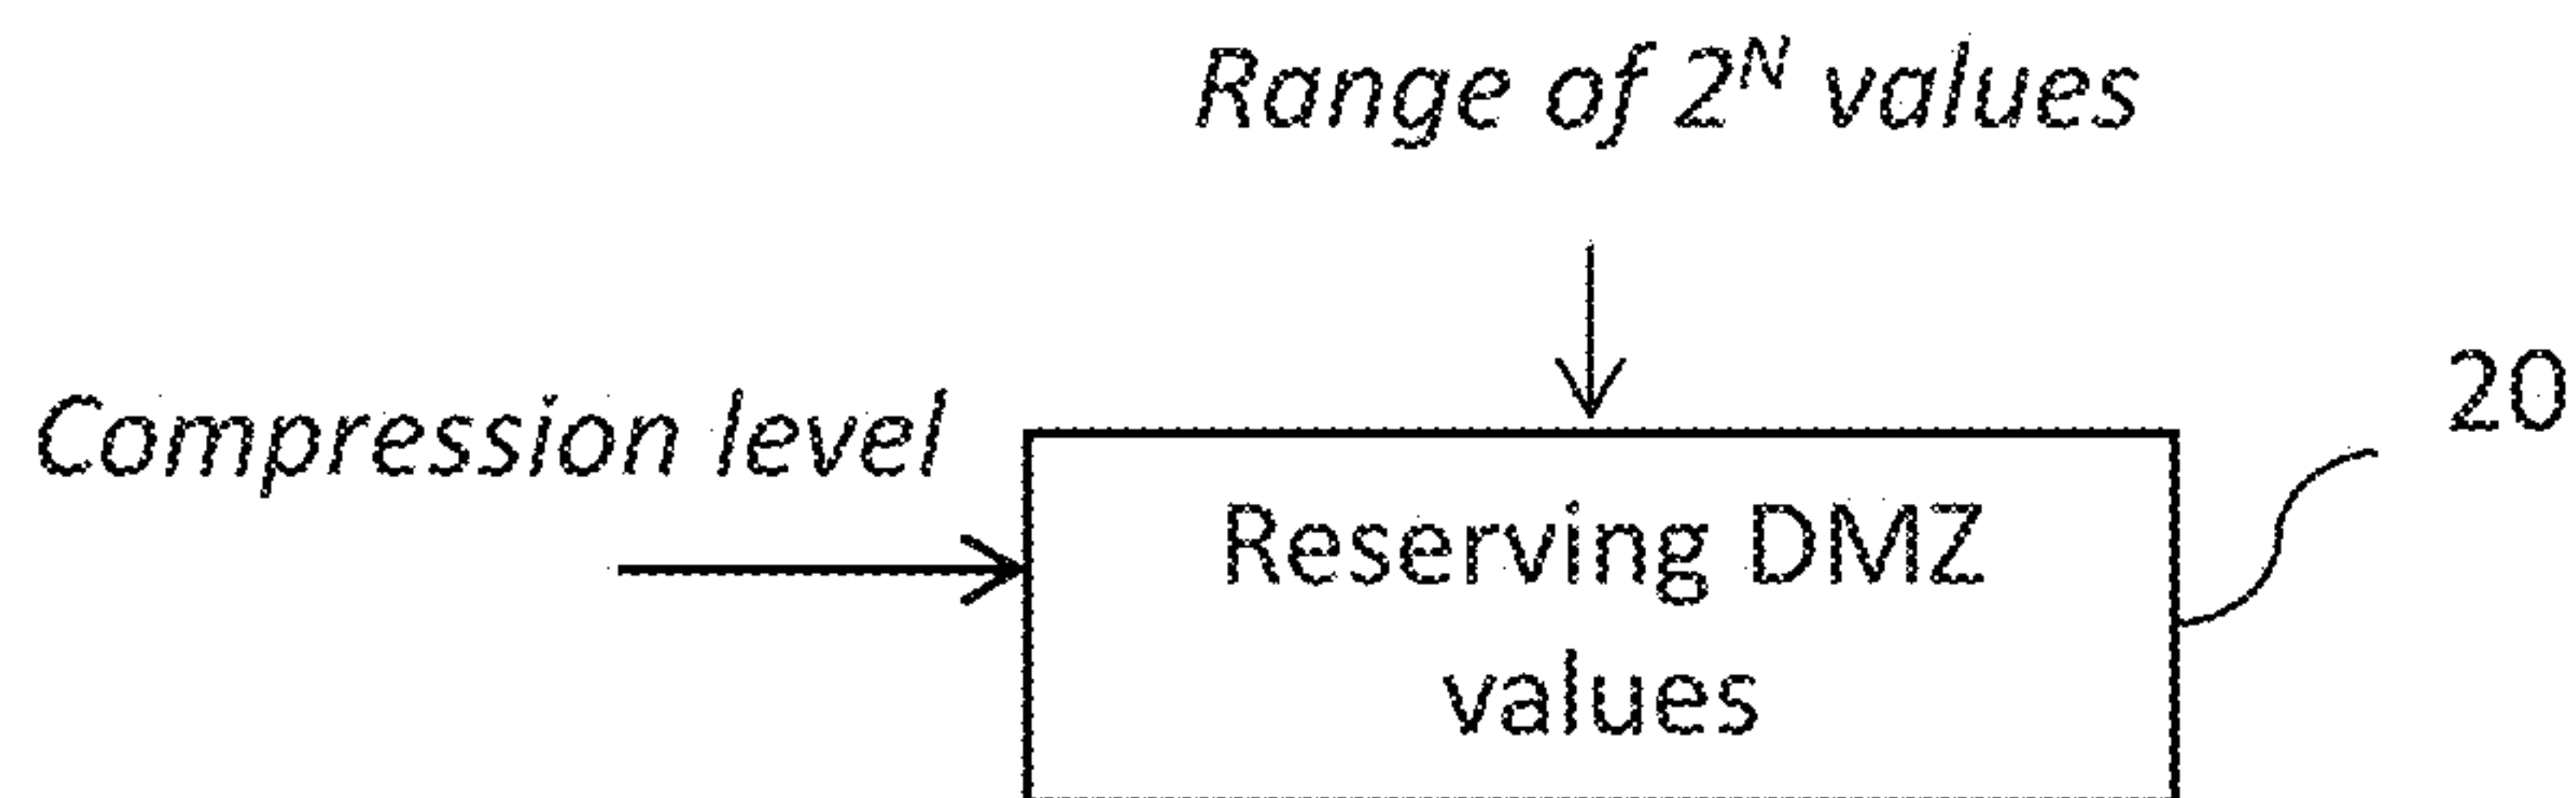 Range of 2^N values
Compression level
20
Reserving DMZ
values